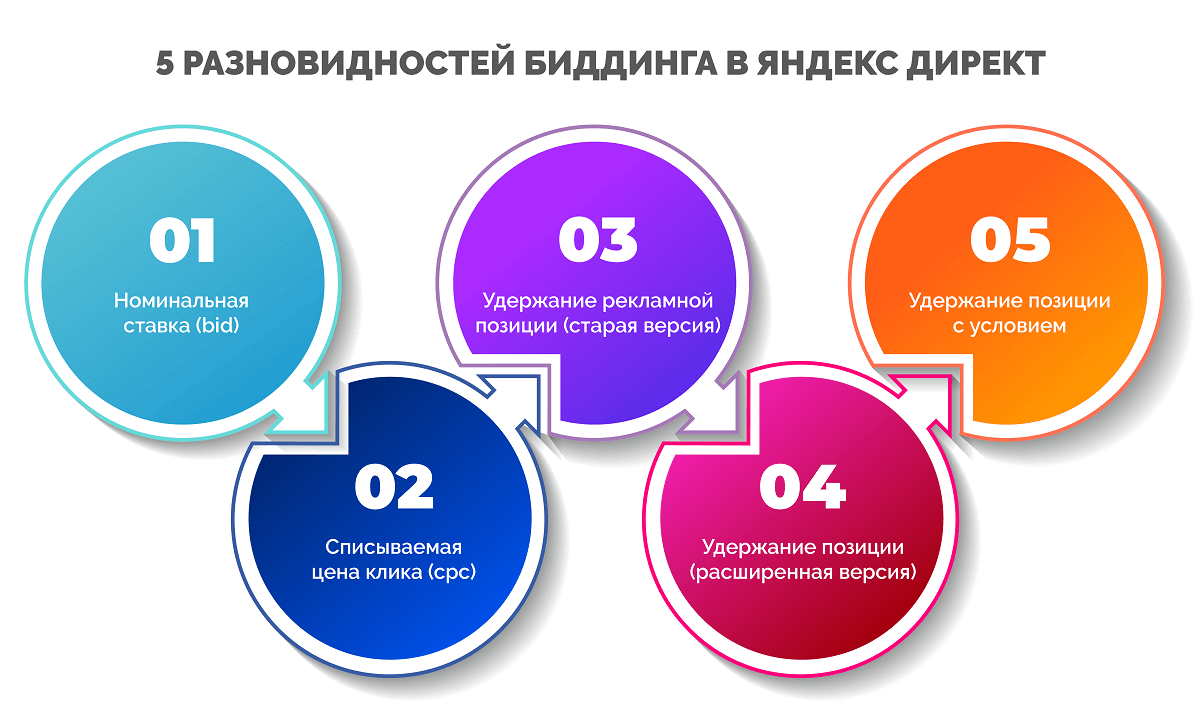 5 РАЗНОВИДНОСТЕЙ БИДДИНГА В ЯНДЕКС ДИРЕКТ
01
Номинальная
ставка (bid)
02
Списываемая
цена клика (cpc)
03
Удержание рекламной
позиции (старая версия)
04
Удержание позиции
(расширенная версия)
05
Удержание позиции
с условием